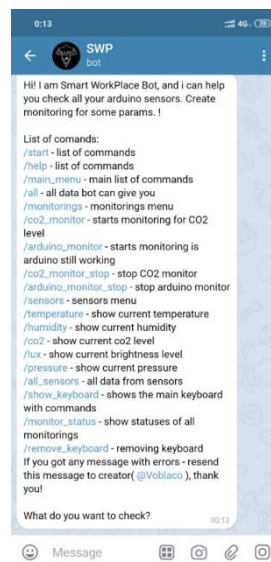 0:13
4G
79
SWP
bot
Hi! I am Smart WorkPlace Bot, and i can help
you check all your arduino sensors. Create
monitoring for some params. !
List of comands:
/start - list of commands
/help - list of commands
/main_menu - main list of commands
/all - all data bot can give you
/monitorings - monitorings menu
/co2_monitor - starts monitoring for CO2
level
/arduino_monitor - starts monitoring is
arduino still working
/co2_monitor_stop - stop CO2 monitor
/arduino_monitor_stop - stop arduino monitor
/sensors - sensors menu
/temperature - show current temperature
/humidity - show current humidity
/co2 - show current co2 level
/lux - show current brightness level
/pressure - show current pressure
/all_sensors - all data from sensors
/show_keyboard - shows the main keyboard
with commands
/monitor_status - show statuses of all
monitorings
/remove_keyboard - removing keyboard
If you got any message with errors - resend
this message to creator( @Voblaco ), thank
you!
What do you want to check?
00:13
Message